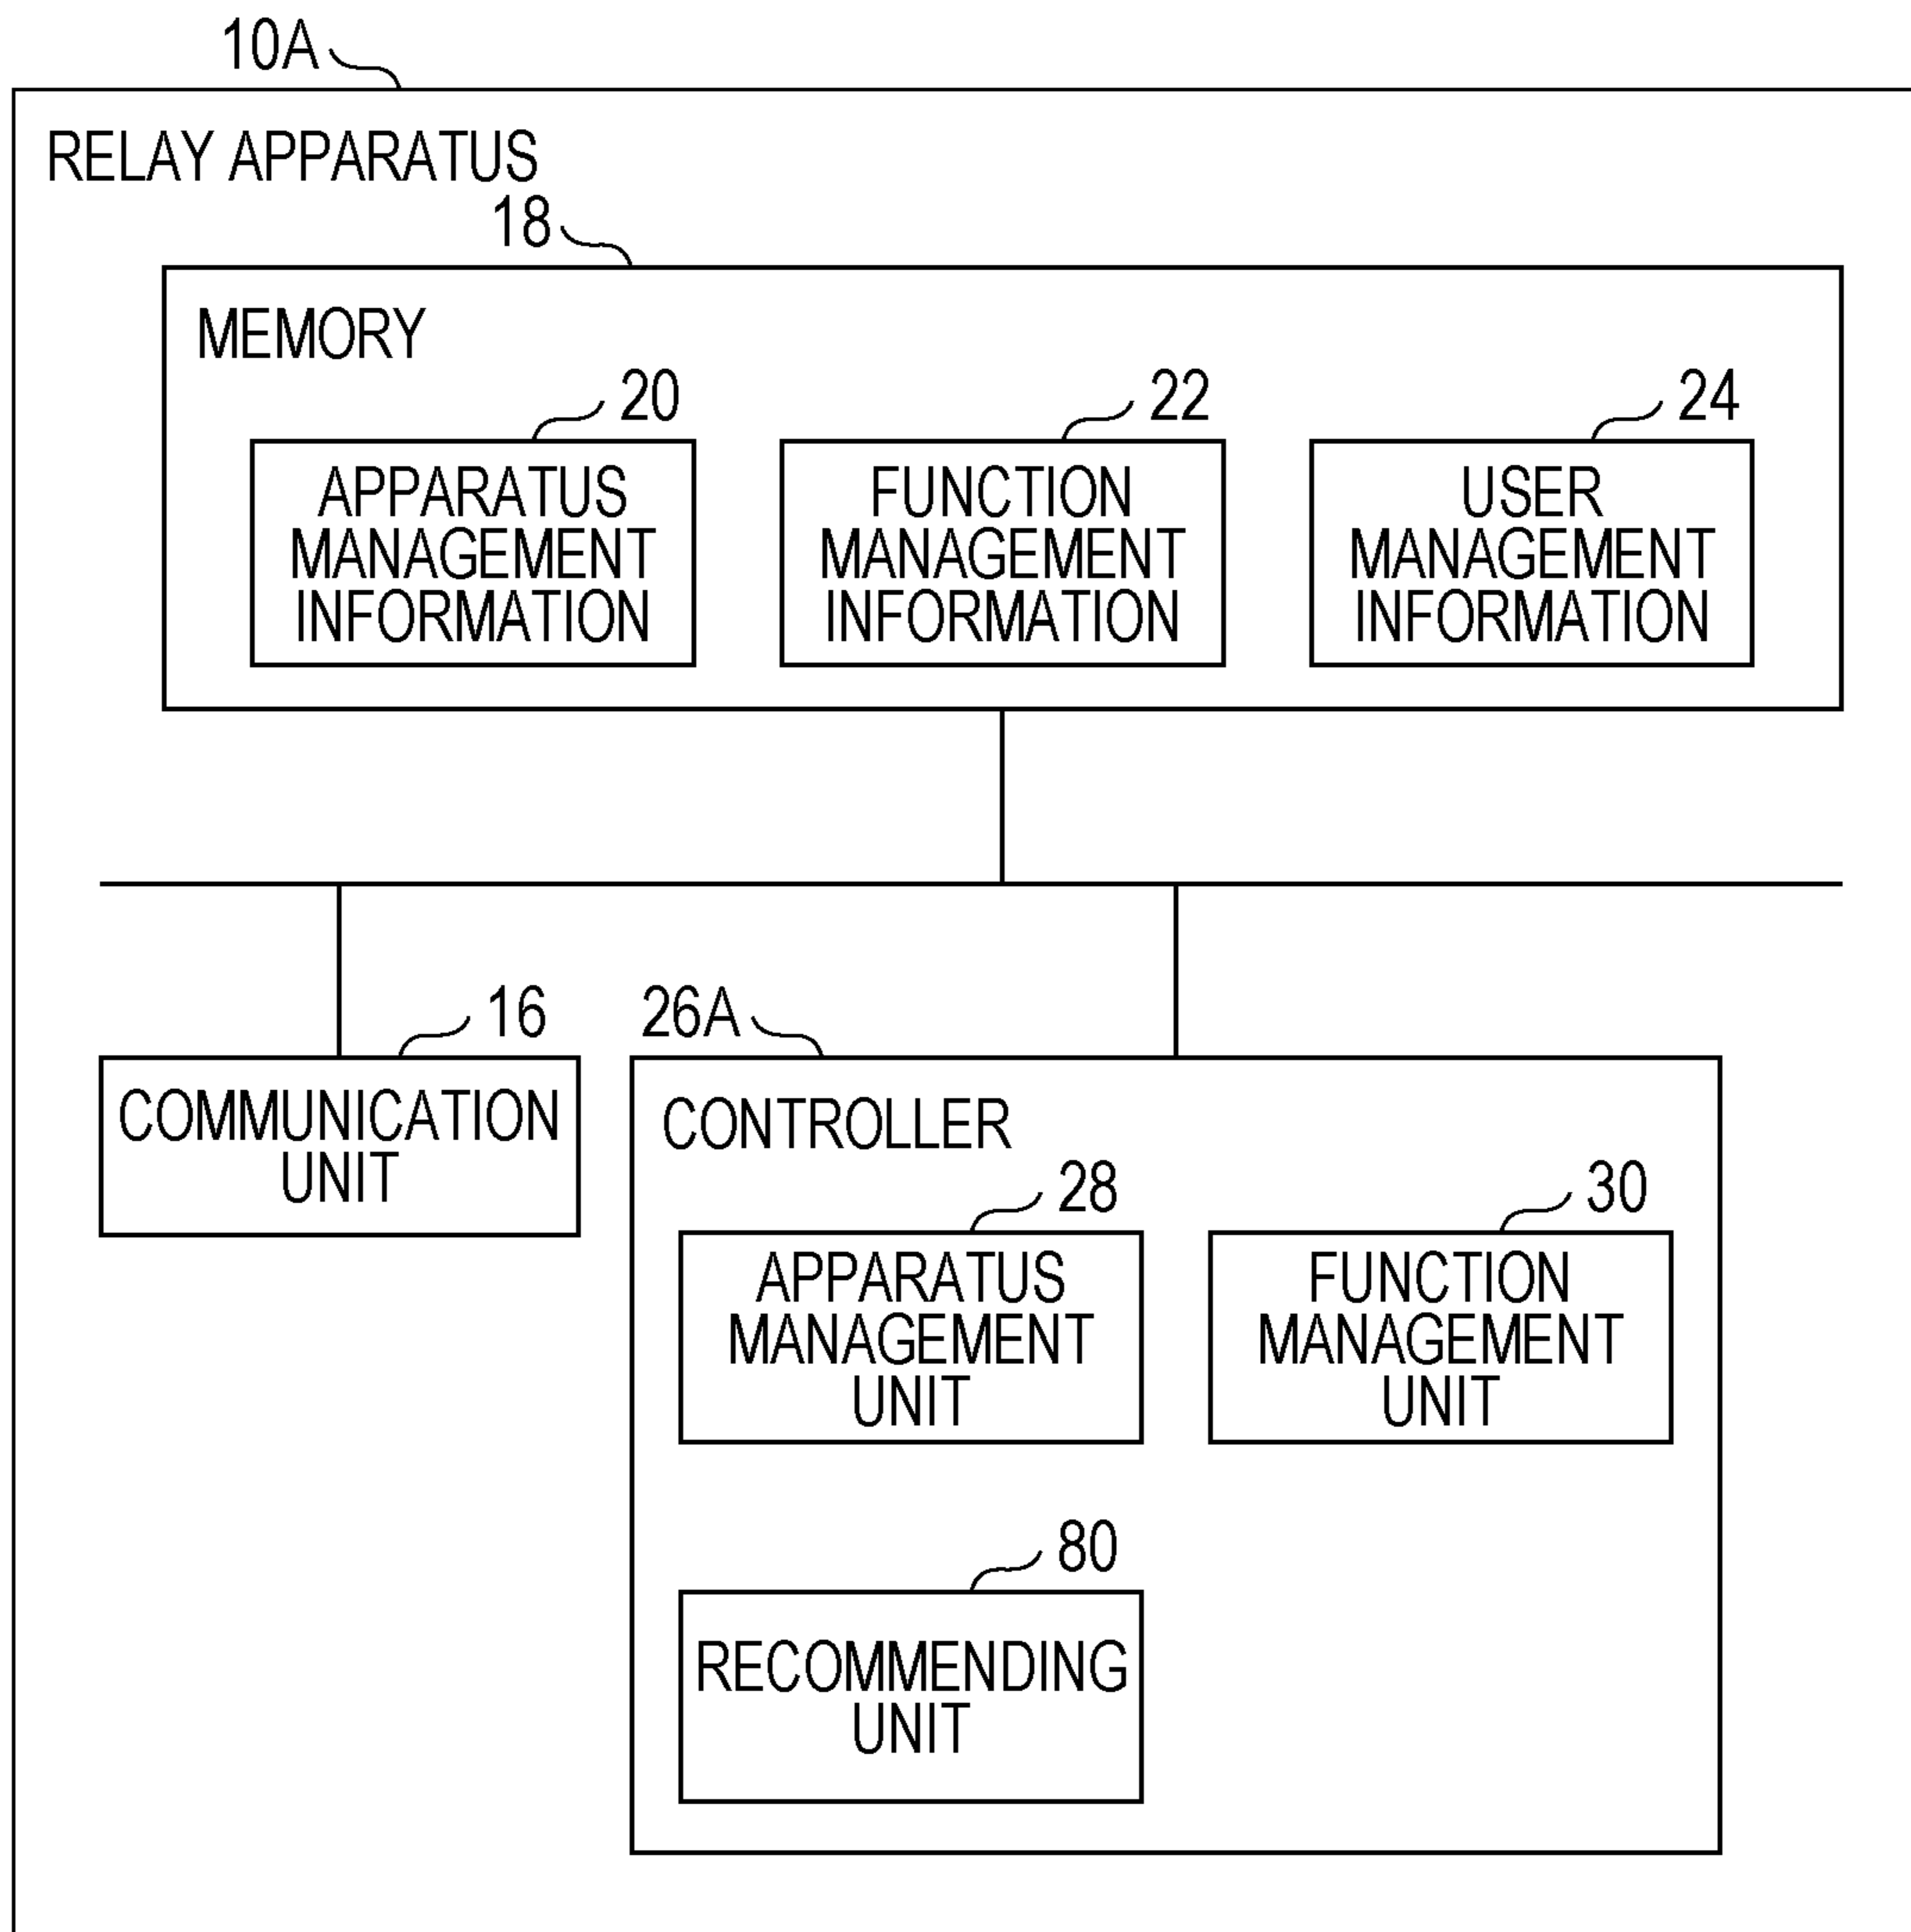 10A
RELAY APPARATUS
18
MEMORY
20
22
24
APPARATUS
MANAGEMENT
INFORMATION
FUNCTION
MANAGEMENT
INFORMATION
USER
MANAGEMENT
INFORMATION
16
COMMUNICATION
UNIT
26A
CONTROLLER
28
APPARATUS
MANAGEMENT
UNIT
30
FUNCTION
MANAGEMENT
UNIT
80
RECOMMENDING
UNIT